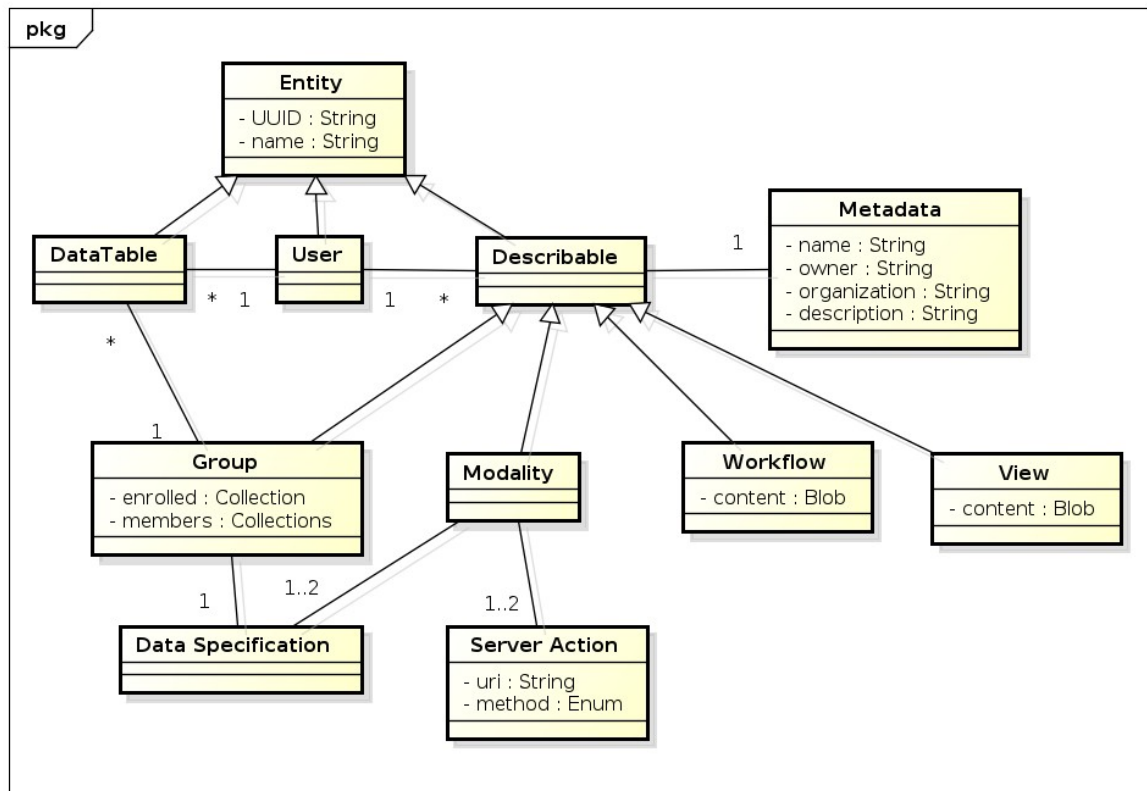 pkg
Entity
- UUID : String
- name : String
DataTable
User
Describable
Metadata
- name : String
- owner : String
- organization : String
- description : String
* 1
1 *
1
*
1
Group
- enrolled : Collection
- members : Collections
Modality
Workflow
- content : Blob
View
- content : Blob
1
1..2
1..2
Data Specification
Server Action
- uri : String
- method : Enum